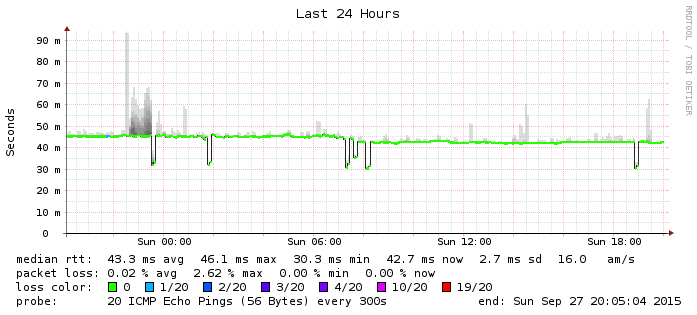 Last 24 Hours
RRDTOOL / TOBI OETIKER
Seconds
90 m
80 m
70 m
60 m
50 m
40 m
30 m
20 m
10 m
0
Sun 00:00 Sun 06:00 Sun 12:00 Sun 18:00
median rtt: 43.3 ms avg 46.1 ms max 30.3 ms min 42.7 ms now 2.7 ms sd 16.0 am/s
packet loss: 0.02 % avg 2.62 % max 0.00 % min 0.00 % now
loss color: 0 1/20 2/20 3/20 4/20 10/20 19/20
probe: 20 ICMP Echo Pings (56 Bytes) every 300s end: Sun Sep 27 20:05:04 2015